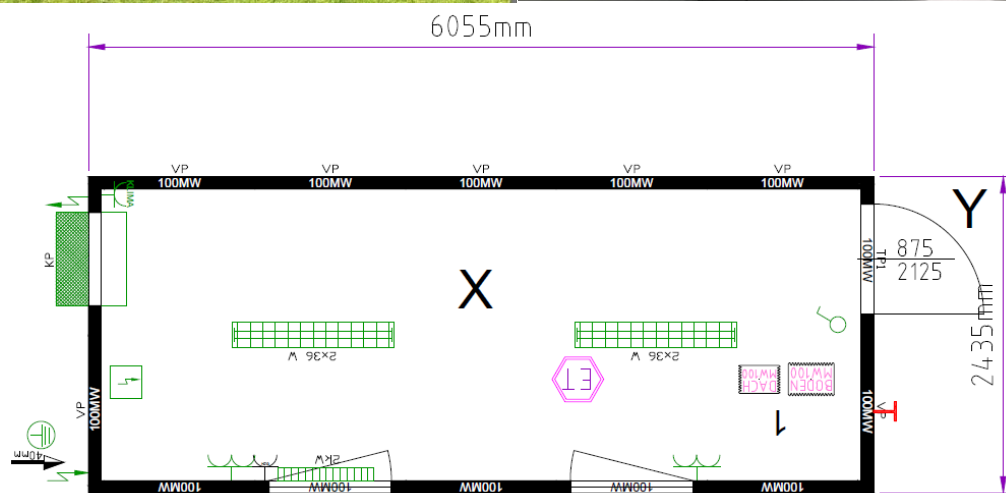 6055mm
VP VP VP VP VP
100MW 100MW 100MW 100MW 100MW
KLIMA
Y
KP
X
100MW
TP1
875
2125
2435mm
2x36 W
2x36 W
ET
DACH
MW100
BODEN
MW100
VP
100MW
1
100MW
VP
40mm
2kW
100MW 100MW 100MW 100MW 100MW